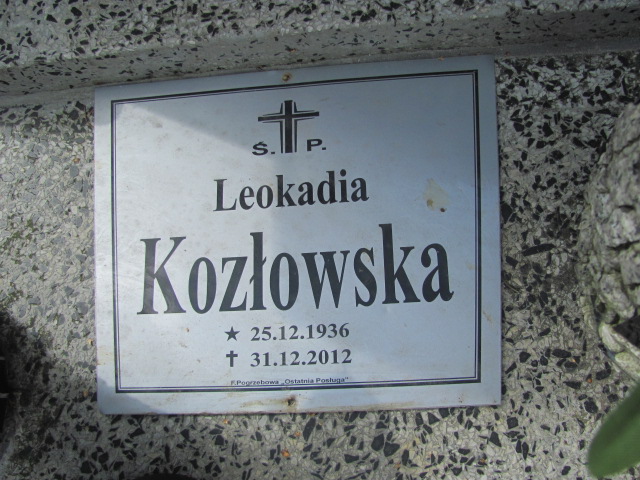 Ś. P.
Leokadia
Kozłowska
★ 25.12.1936
† 31.12.2012
F.Pogrzebowa „Ostatnia Posługa"